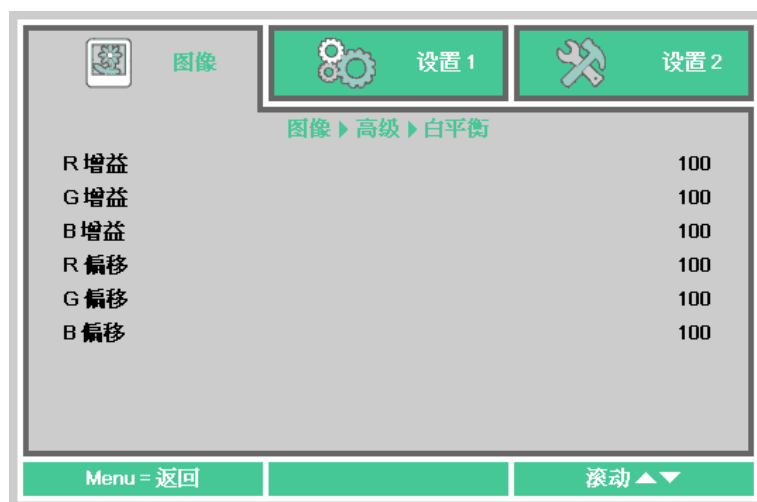 图像 设置 1 设置 2
图像 ▶ 高级 ▶ 白平衡
R 增益 100
G 增益 100
B 增益 100
R 偏移 100
G 偏移 100
B 偏移 100
Menu = 返回 滚动 ▲▼